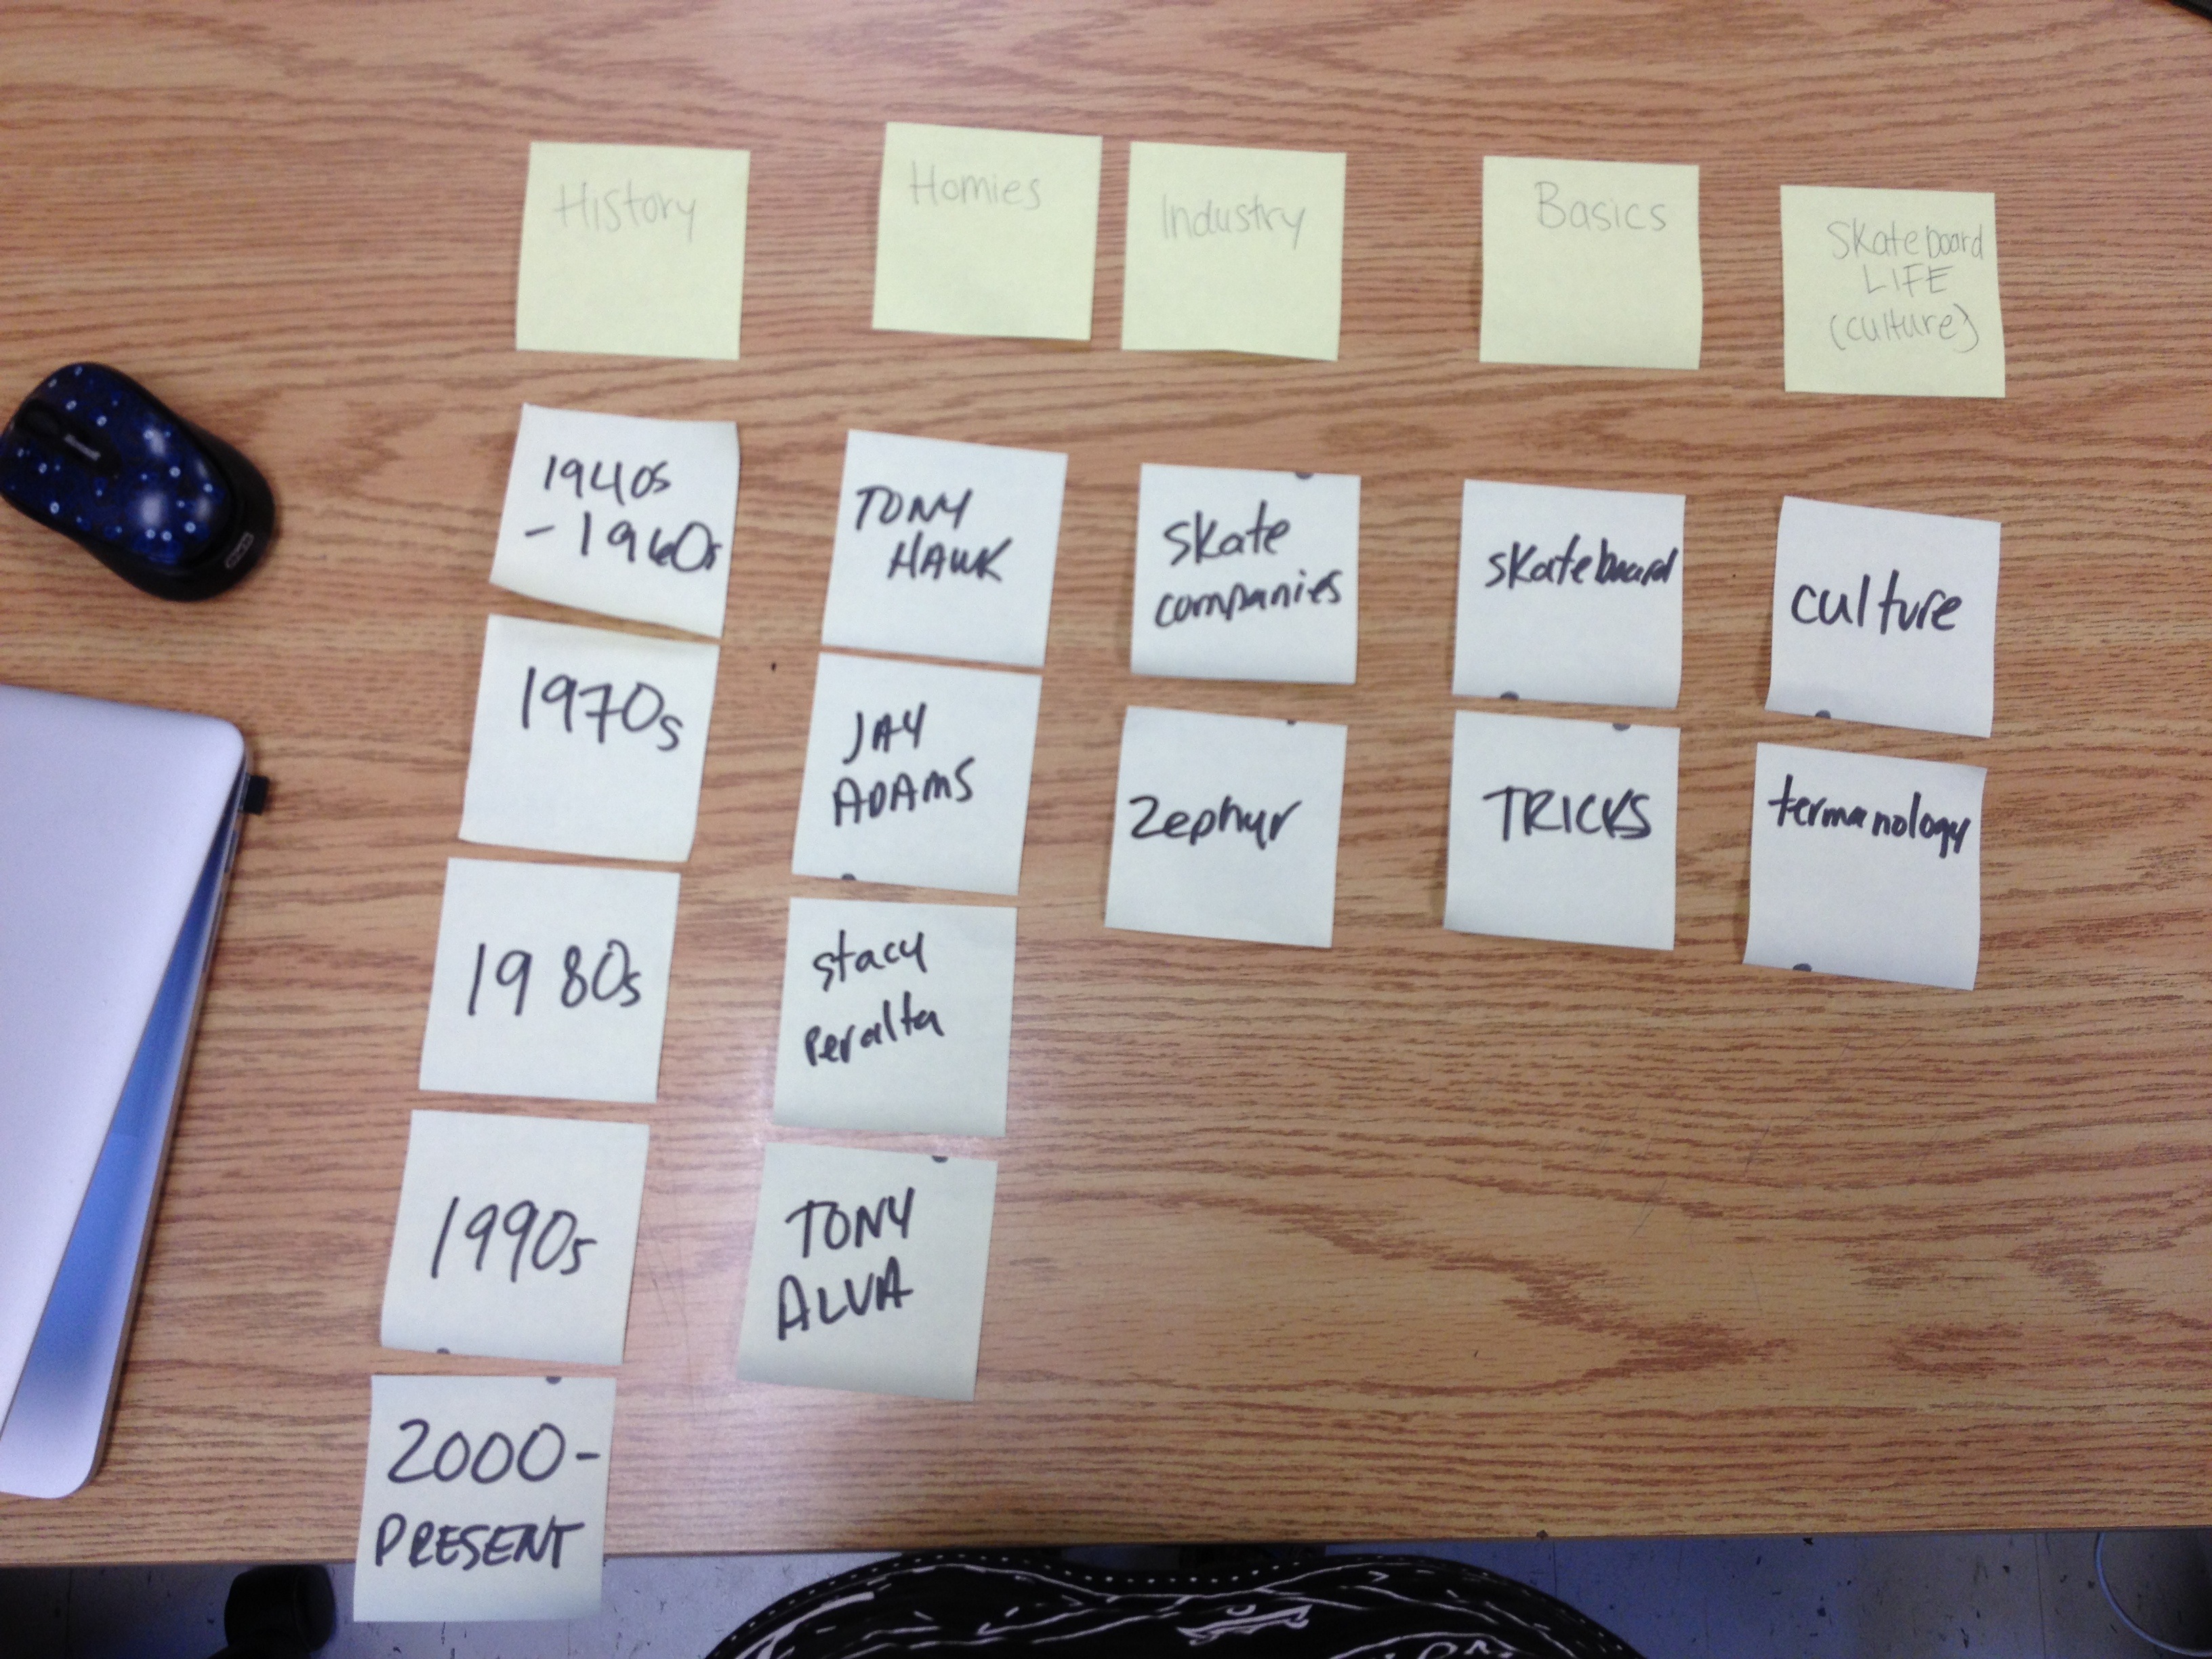 History
Homies
Industry
Basics
Skateboard
LIFE
(culture)
1940s
- 1960s
1970s
1980s
1990s
2000-
PRESENT
TONY
HAWK
JAY
ADAMS
stacy
Peralta
TONY
ALVA
skate
companies
Zephyr
skateboard
TRICKS
culture
termanology